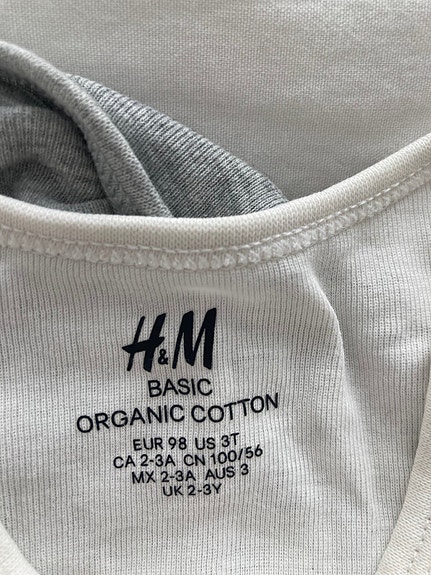 H&M
BASIC
ORGANIC COTTON
EUR 98 US 3T
CA 2-3A CN 100/56
MX 2-3A AUS 3
UK 2-3Y